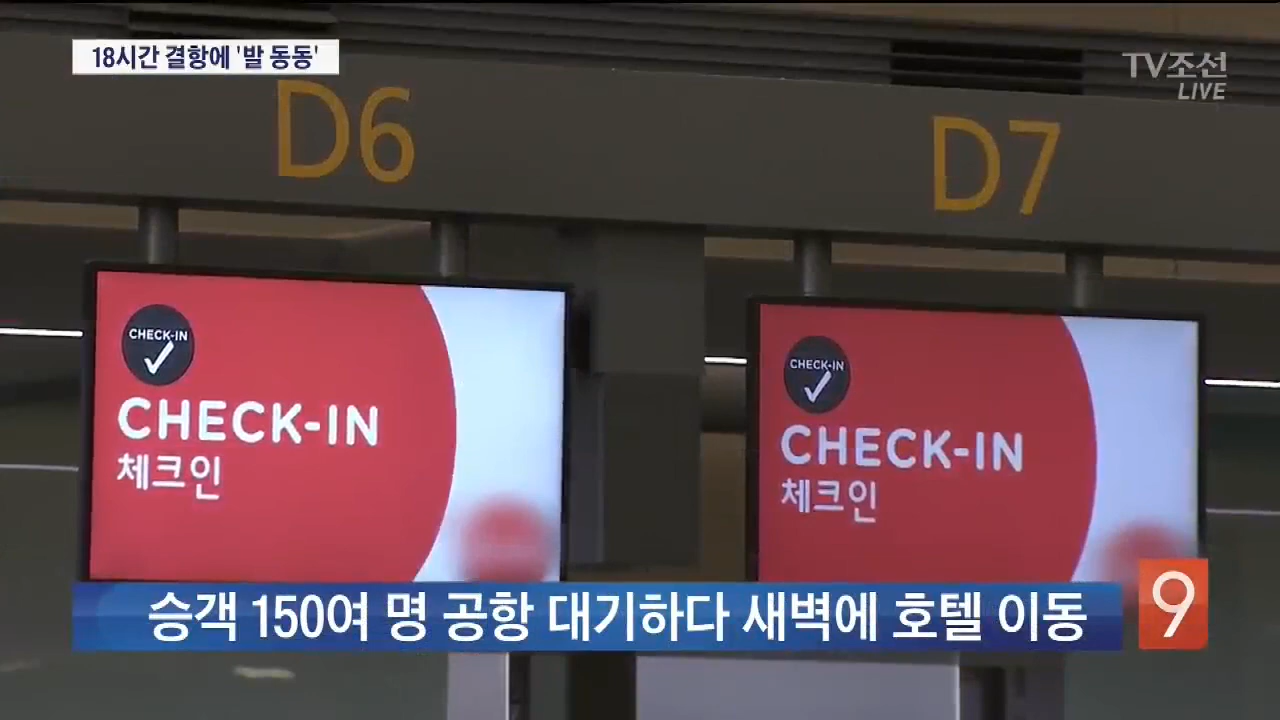 18시간 결항에 '발 동동'
TV조선
LIVE
D6
D7
CHECK-IN
CHECK-IN
체크인
CHECK-IN
CHECK-IN
체크인
승객 150여 명 공항 대기하다 새벽에 호텔 이동
9